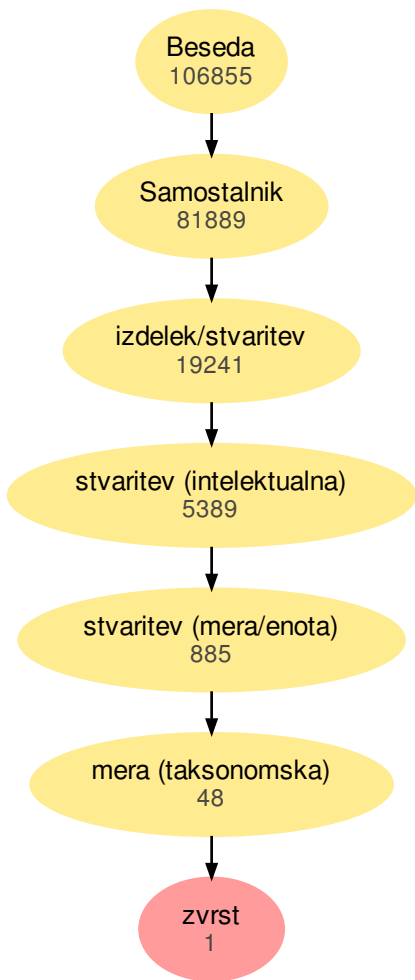 Beseda
106855
Samostalnik
81889
izdelek/stvaritev
19241
stvaritev (intelektualna)
5389
stvaritev (mera/enota)
885
mera (taksonomska)
48
zvrst
1